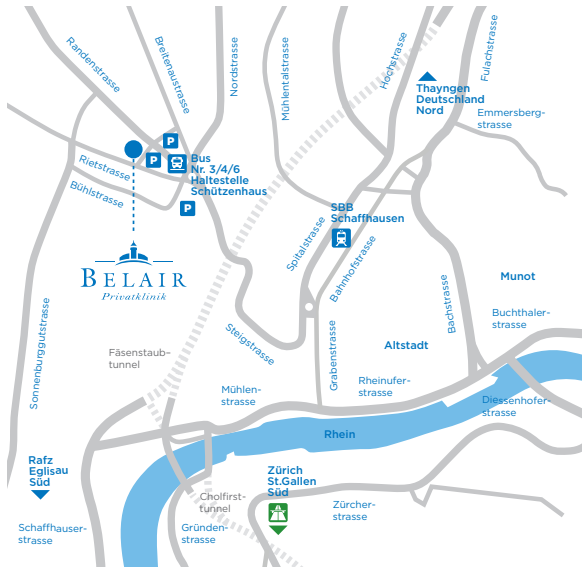 Randenstrasse
Breitenaustrasse
Nordstrasse
Mühlentalstrasse
Hochstrasse
Fulachstrasse
Thayngen
Deutschland
Nord
Emmersberg-
strasse
P
P
Bus
Nr. 3/4/6
Haltestelle
Schützenhaus
Rietstrasse
Bühlstrasse
P
SBB
Schaffhausen
Spitalstrasse
Bahnhofstrasse
BELAIR
Privatklinik
Munot
Bachstrasse
Buchthaler-
strasse
Sonnenburggutstrasse
Steigstrasse
Grabenstrasse
Altstadt
Fäsenstaub-
tunnel
Mühlen-
strasse
Rheinufer-
strasse
Diessenhofer-
strasse
Rhein
Rafz
Eglisau
Süd
Zürich
St.Gallen
Süd
Cholfirst-
tunnel
Zürcher-
strasse
Schaffhauser-
strasse
Gründen-
strasse